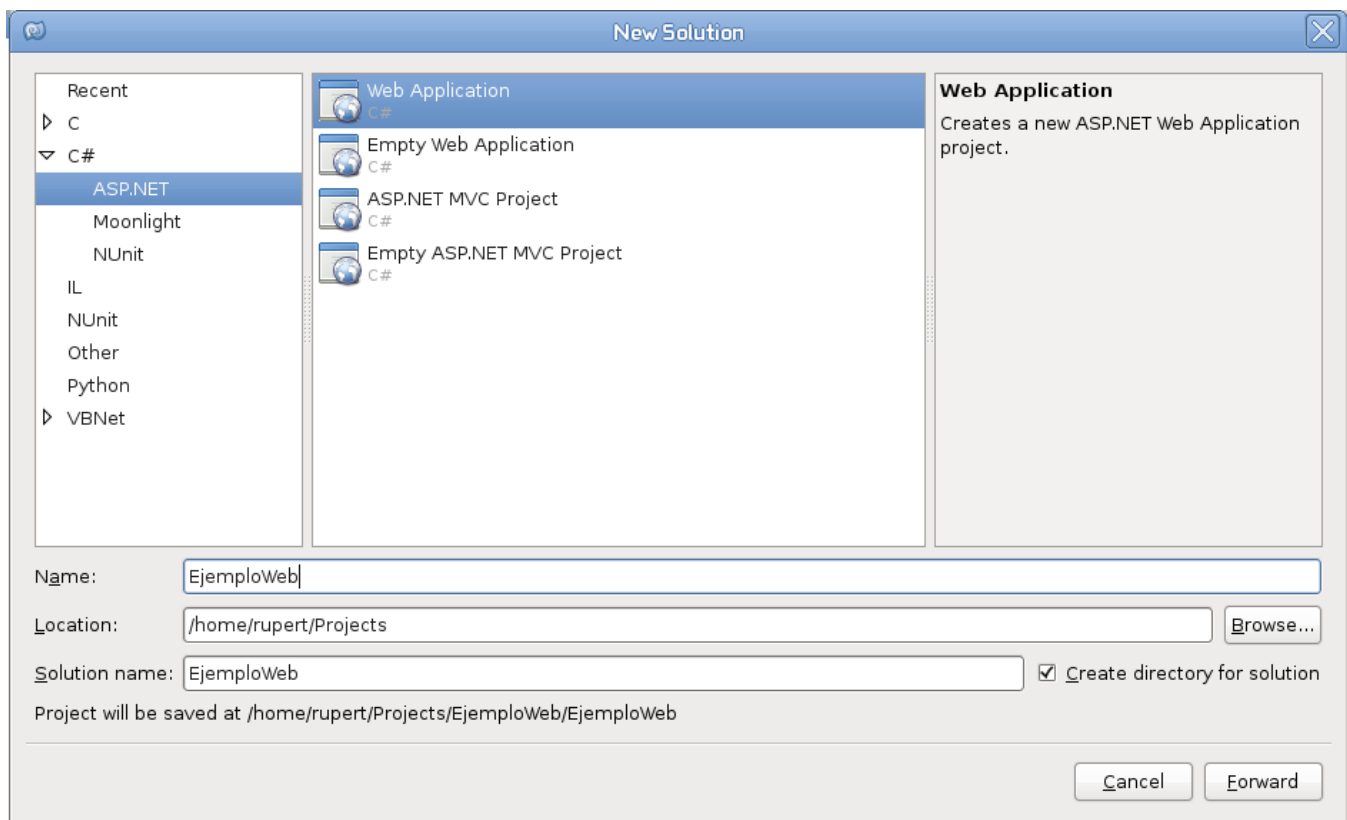 New Solution
Recent
C
C#
ASP.NET
Moonlight
NUnit
IL
NUnit
Other
Python
VBNet
Web Application
C#
Empty Web Application
C#
ASP.NET MVC Project
C#
Empty ASP.NET MVC Project
C#
Web Application
Creates a new ASP.NET Web Application
project.
Name: EjemploWeb
Location: /home/rupert/Projects Browse...
Solution name: EjemploWeb Create directory for solution
Project will be saved at /home/rupert/Projects/EjemploWeb/EjemploWeb
Cancel Forward